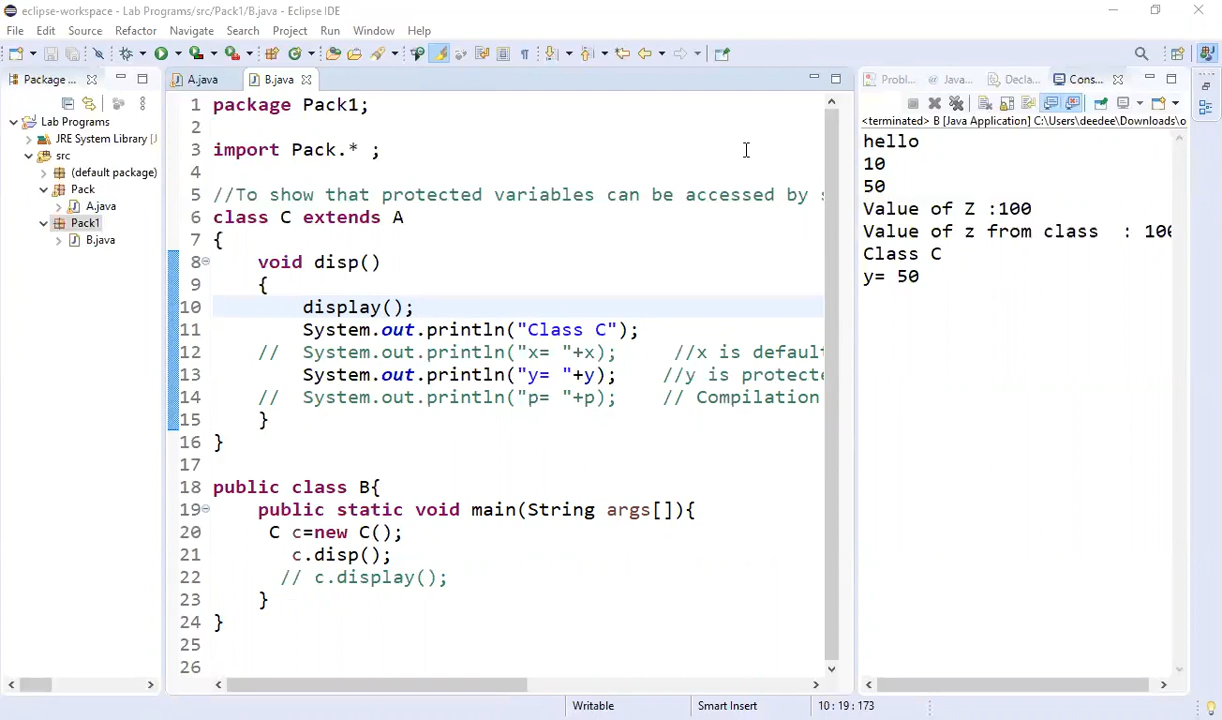 eclipse-workspace - Lab Programs/src/Pack1/B.java - Eclipse IDE
File Edit Source Refactor Navigate Search Project Run Window Help
Package ...
A.java
B.java
Probl...
Java...
Decla...
Cons...
Lab Programs
JRE System Library [J
src
(default package)
Pack
A.java
Pack1
B.java
1 package Pack1;
2
3 import Pack.* ;
4
5 //To show that protected variables can be accessed by s
6 class C extends A
7 {
8 void disp()
9 {
10 display();
11 System.out.println("Class C");
12 // System.out.println("x= "+x); //x is default
13 System.out.println("y= "+y); //y is protecte
14 // System.out.println("p= "+p); // Compilation
15 }
16 }
17
18 public class B{
19 public static void main(String args[]){
20 C c=new C();
21 c.disp();
22 // c.display();
23 }
24 }
25
26
<terminated> B [Java Application] C:\Users\deedee\Downloads\o
hello
10
50
Value of Z :100
Value of z from class : 100
Class C
y= 50
Writable
Smart Insert
10 : 19 : 173